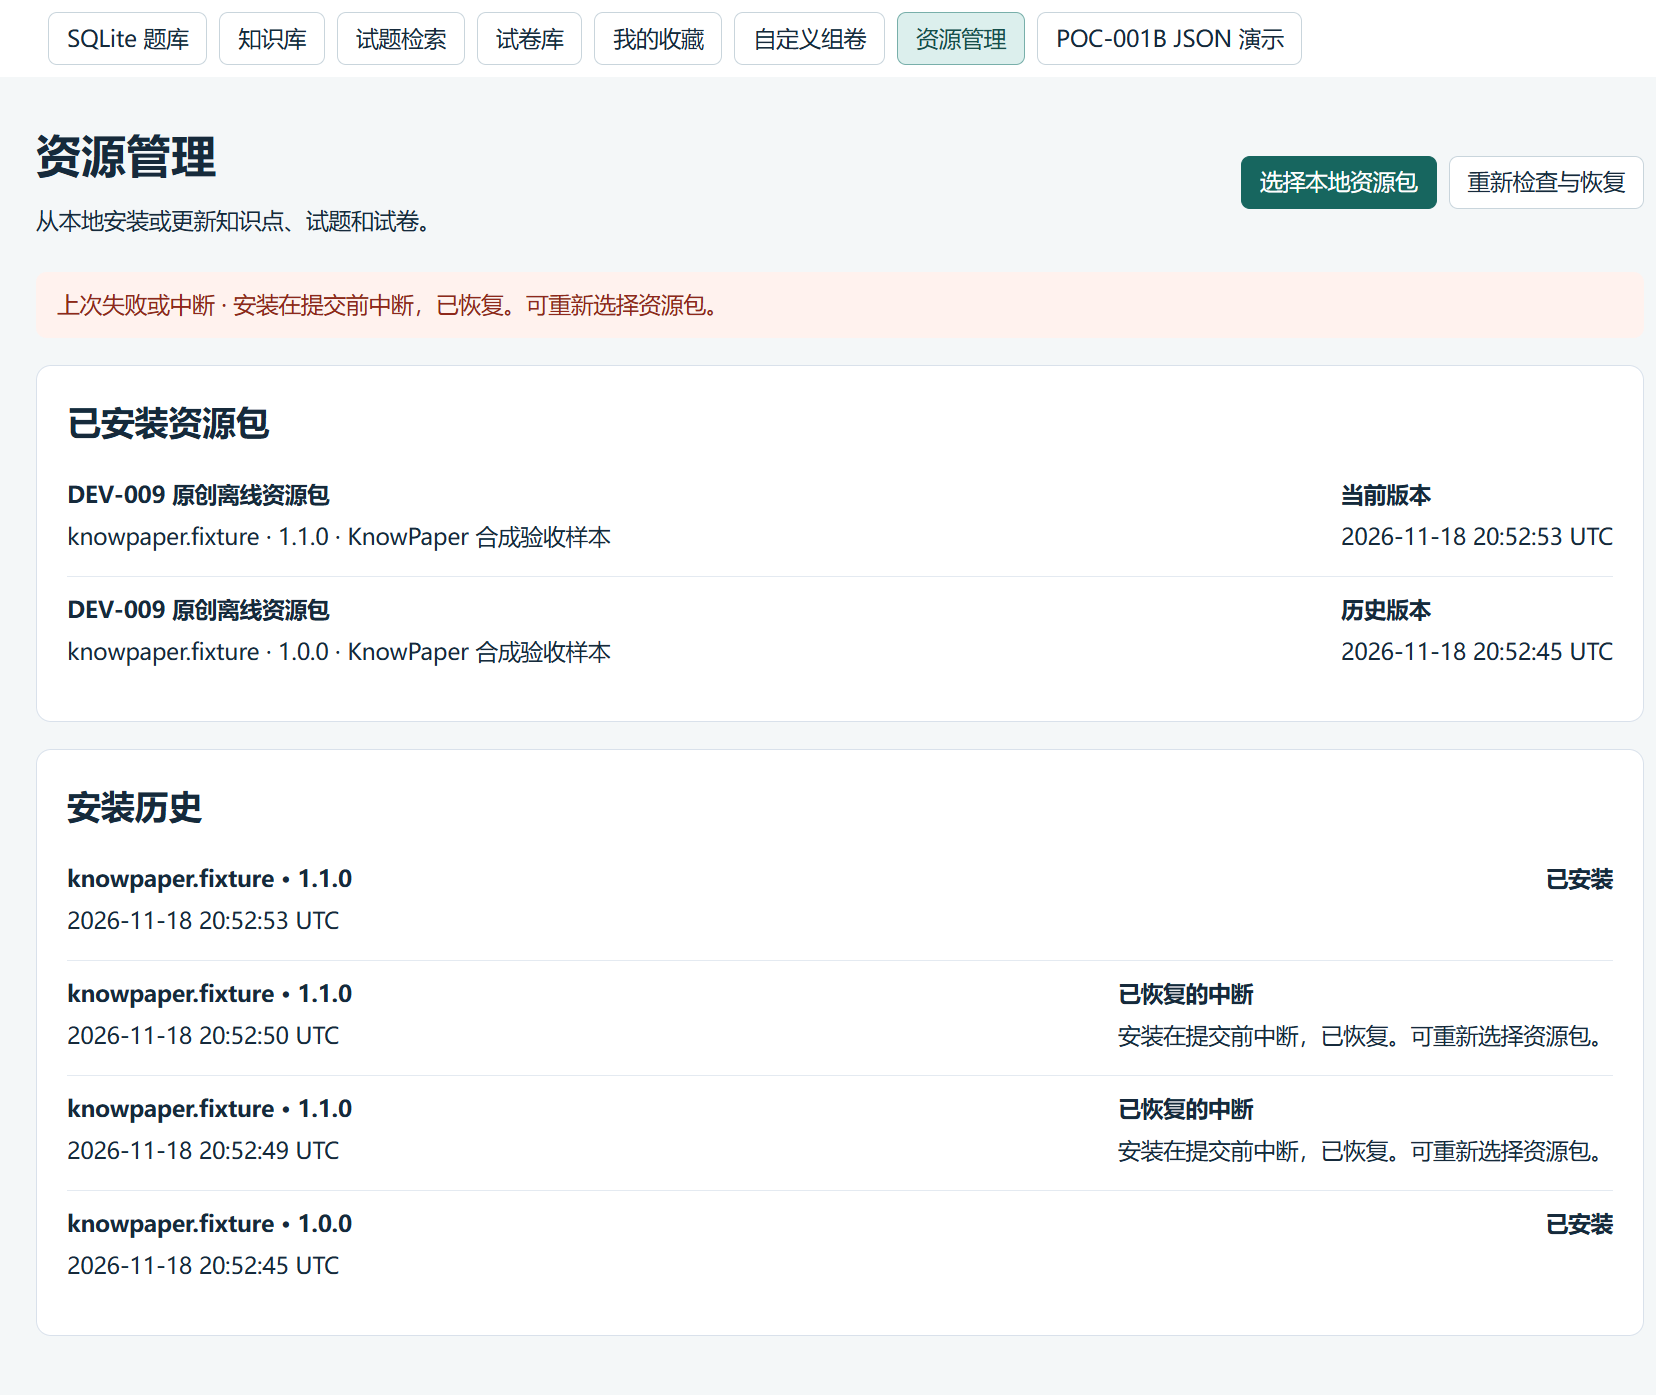 SQLite 题库 知识库 试题检索 试卷库 我的收藏 自定义组卷 资源管理 POC-001B JSON 演示
资源管理
选择本地资源包 重新检查与恢复
从本地安装或更新知识点、试题和试卷。
上次失败或中断 · 安装在提交前中断，已恢复。可重新选择资源包。
已安装资源包
DEV-009 原创离线资源包 当前版本
knowpaper.fixture · 1.1.0 · KnowPaper 合成验收样本 2026-11-18 20:52:53 UTC
DEV-009 原创离线资源包 历史版本
knowpaper.fixture · 1.0.0 · KnowPaper 合成验收样本 2026-11-18 20:52:45 UTC
安装历史
knowpaper.fixture • 1.1.0 已安装
2026-11-18 20:52:53 UTC
knowpaper.fixture • 1.1.0 已恢复的中断
2026-11-18 20:52:50 UTC 安装在提交前中断，已恢复。可重新选择资源包。
knowpaper.fixture • 1.1.0 已恢复的中断
2026-11-18 20:52:49 UTC 安装在提交前中断，已恢复。可重新选择资源包。
knowpaper.fixture • 1.0.0 已安装
2026-11-18 20:52:45 UTC